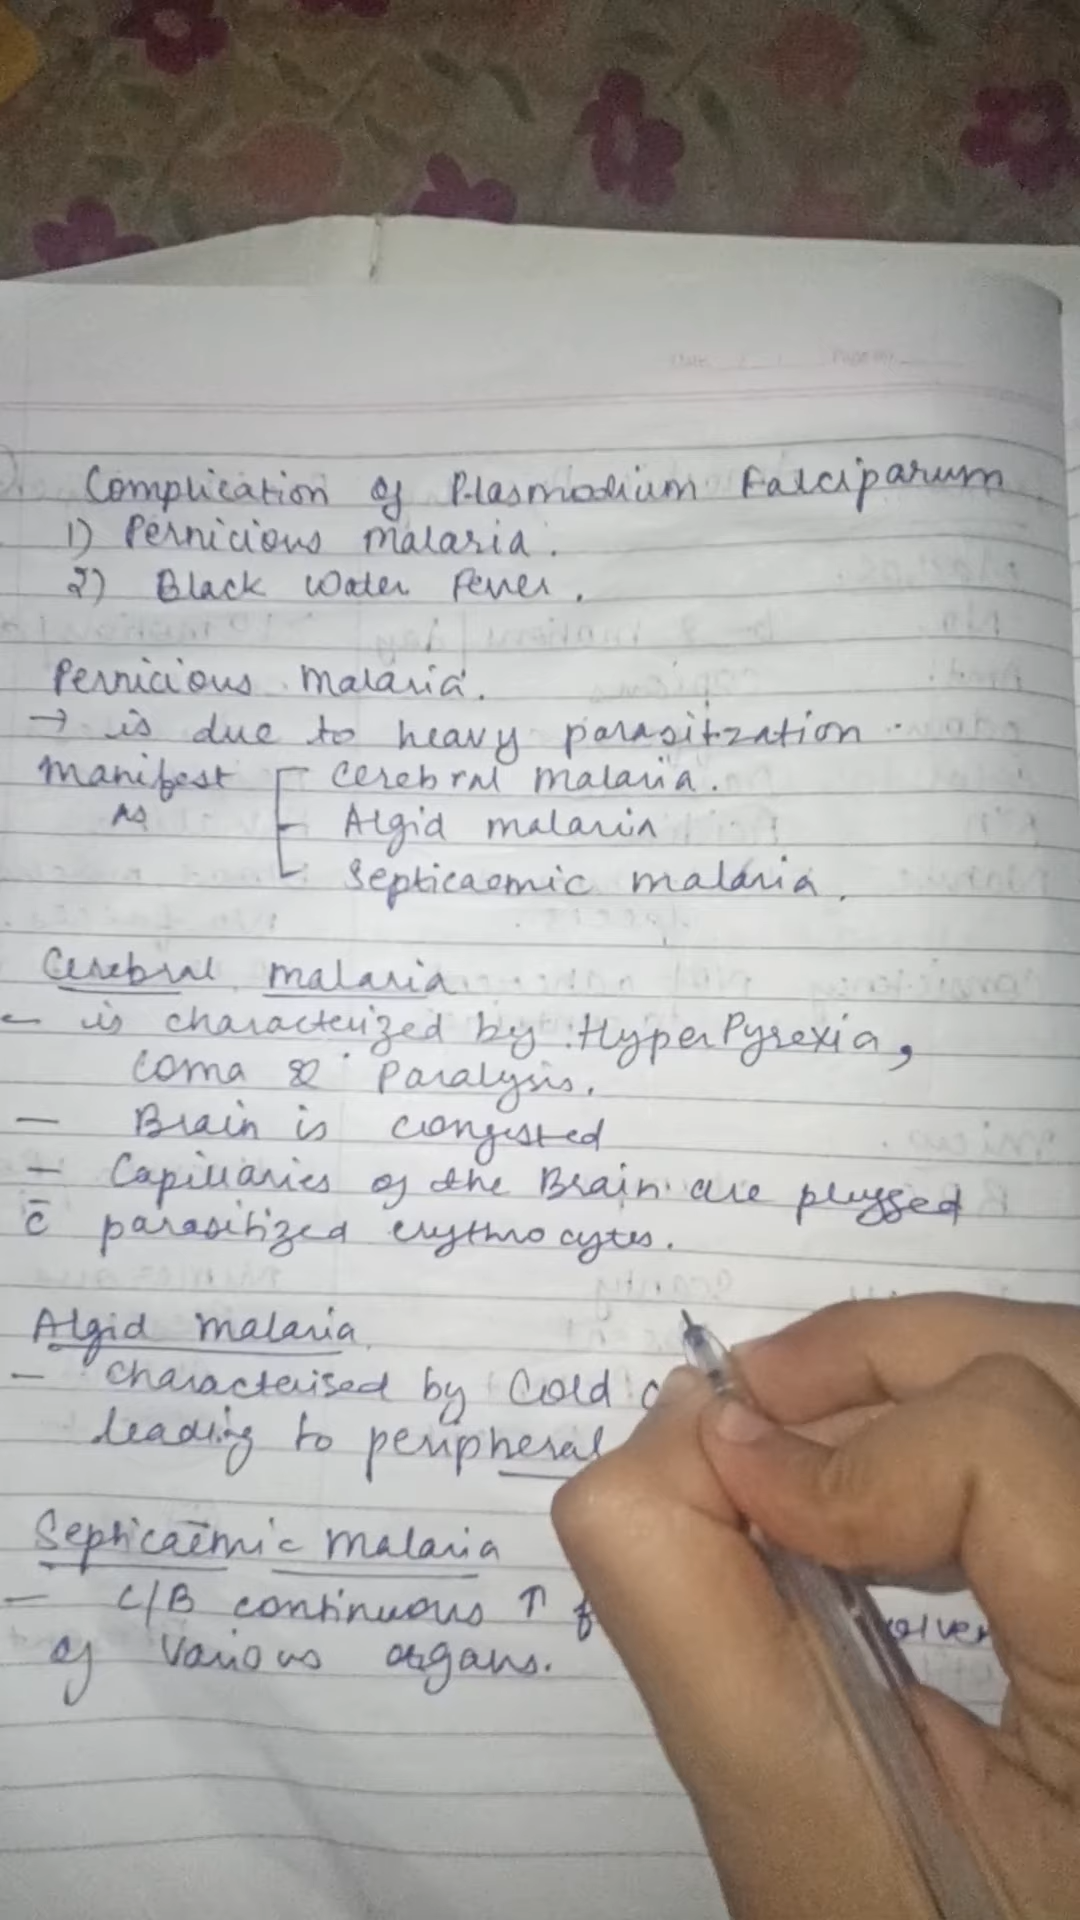 Complication of Plasmodium Falciparum
1) Pernicious malaria.
2) Black Water Fever.
Pernicious malaria.
→ is due to heavy parasitzation
Manifest Cerebral malaria.
As Algid malaria
Septicaomic malaria.
Cerebral malaria
- is characterized by HyperPyrexia,
Coma & Paralysis.
- Brain is congested
- Capillaries of the Brain are plugged
c̄ parasitized erythrocytes.
Algid malaria
- characterised by Cold
leading to peripheral
Septicaemic malaria
- C/B continuous ↑
of various organs.